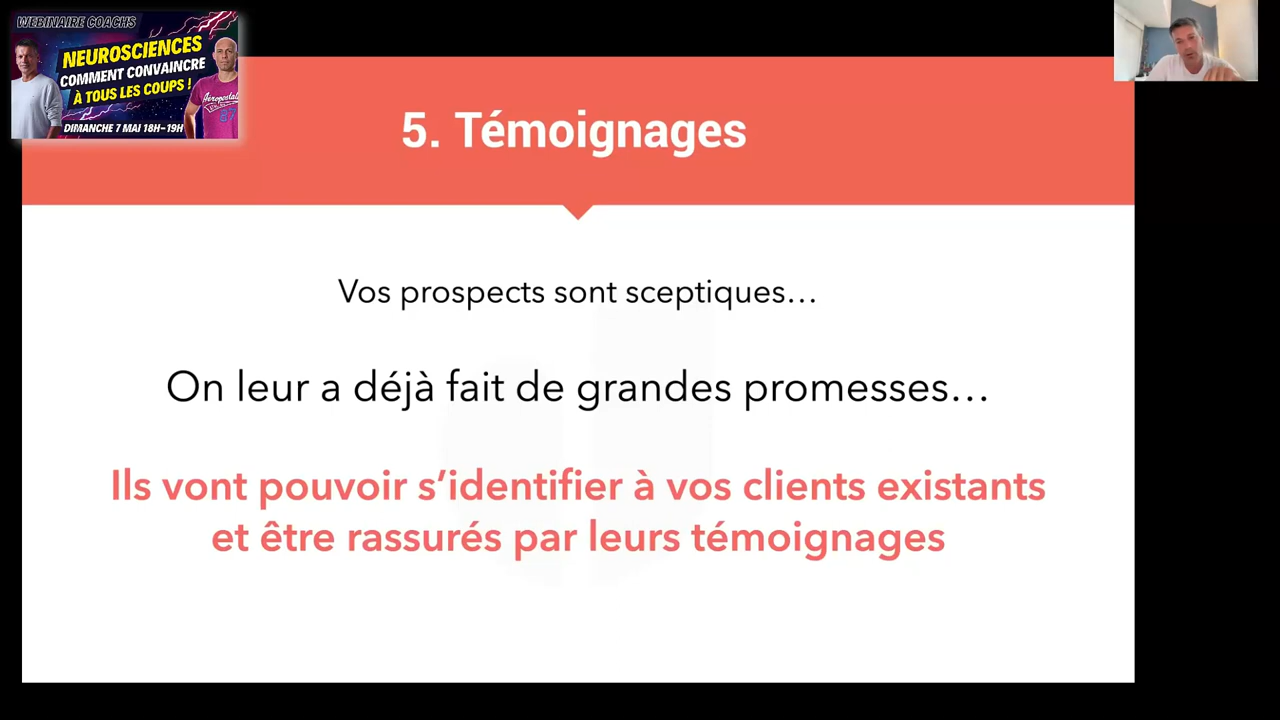 WEBINAIRE COACHS
NEUROSCIENCES
COMMENT CONVAINCRE
À TOUS LES COUPS !
Aéropostale
87
DIMANCHE 7 MAI 18H-19H
5. Témoignages
Vos prospects sont sceptiques…
On leur a déjà fait de grandes promesses…
Ils vont pouvoir s’identifier à vos clients existants
et être rassurés par leurs témoignages